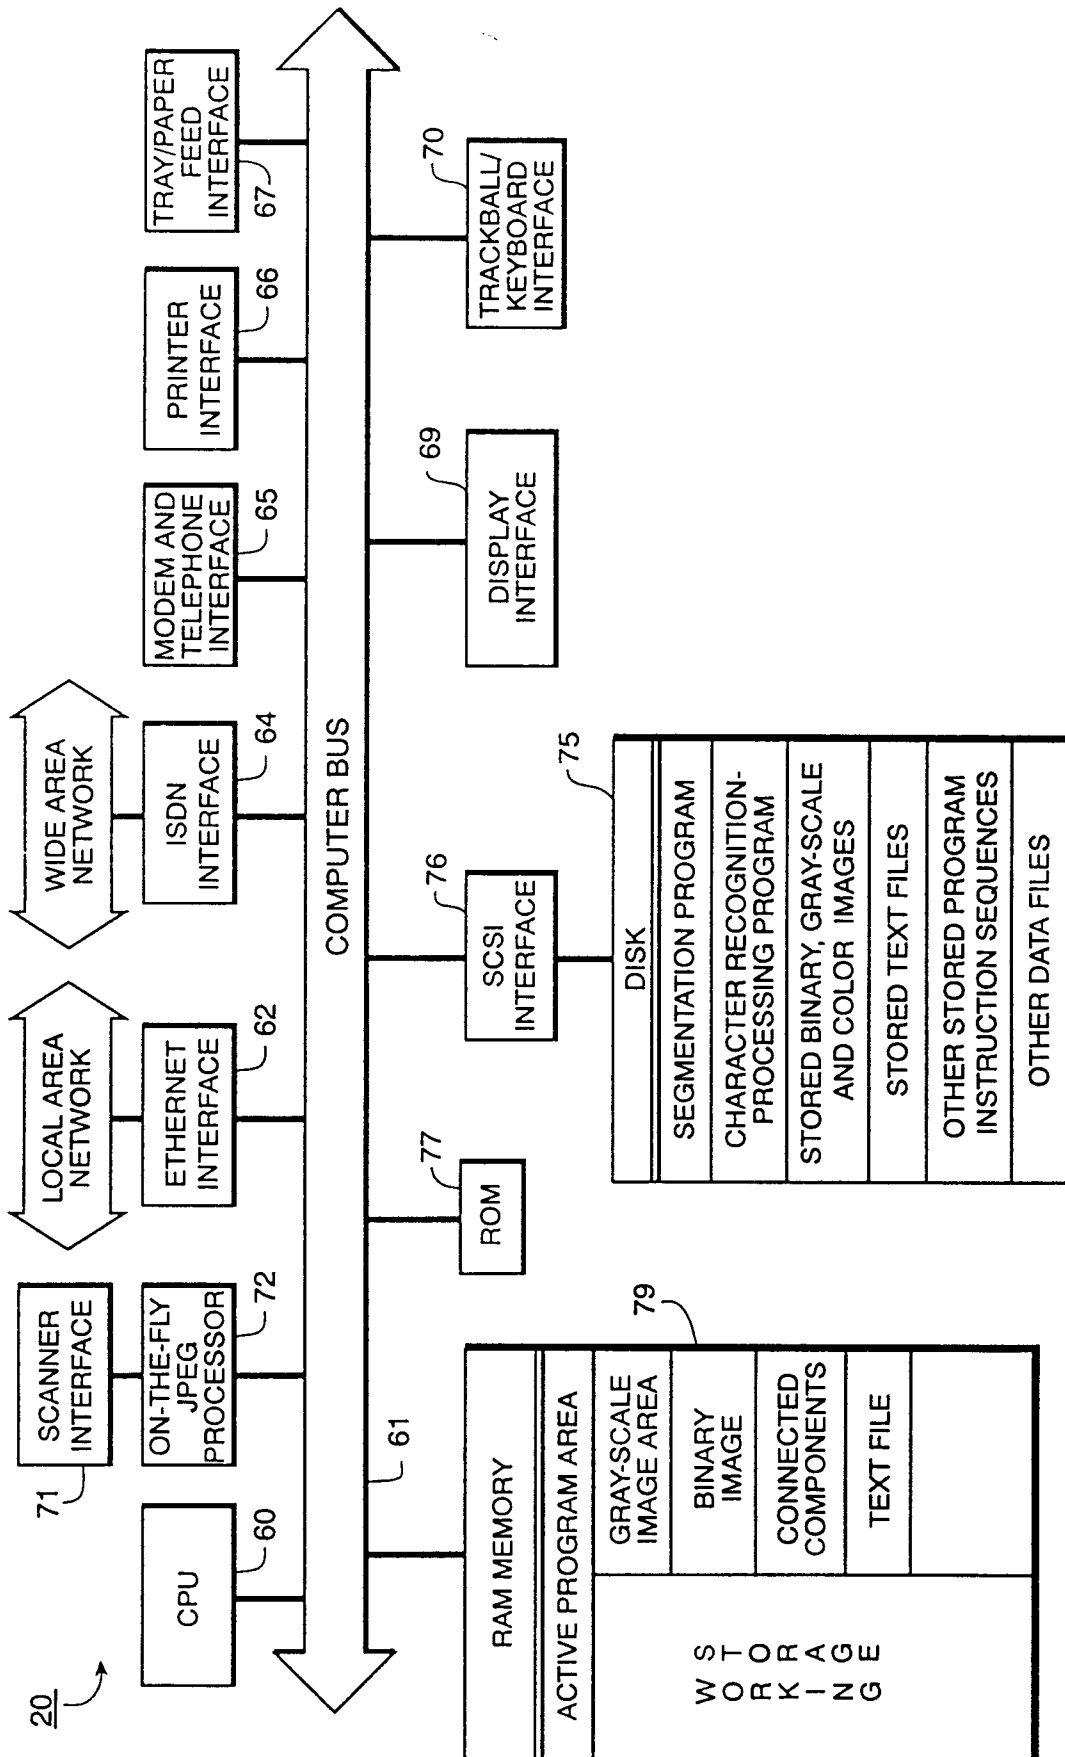 20
CPU
60
SCANNER
INTERFACE
71
ON-THE-FLY
JPEG
PROCESSOR
72
LOCAL AREA
NETWORK
ETHERNET
INTERFACE
62
WIDE AREA
NETWORK
ISDN
INTERFACE
64
MODEM AND
TELEPHONE
INTERFACE
65
PRINTER
INTERFACE
66
TRAY/PAPER
FEED
INTERFACE
67
COMPUTER BUS
61
RAM MEMORY
ACTIVE PROGRAM AREA
WORKING
STORAGE
GRAY-SCALE
IMAGE AREA
BINARY
IMAGE
CONNECTED
COMPONENTS
TEXT FILE
79
ROM
77
SCSI
INTERFACE
76
DISK
75
SEGMENTATION PROGRAM
CHARACTER RECOGNITION-
PROCESSING PROGRAM
STORED BINARY, GRAY-SCALE
AND COLOR IMAGES
STORED TEXT FILES
OTHER STORED PROGRAM
INSTRUCTION SEQUENCES
OTHER DATA FILES
DISPLAY
INTERFACE
69
TRACKBALL/
KEYBOARD
INTERFACE
70